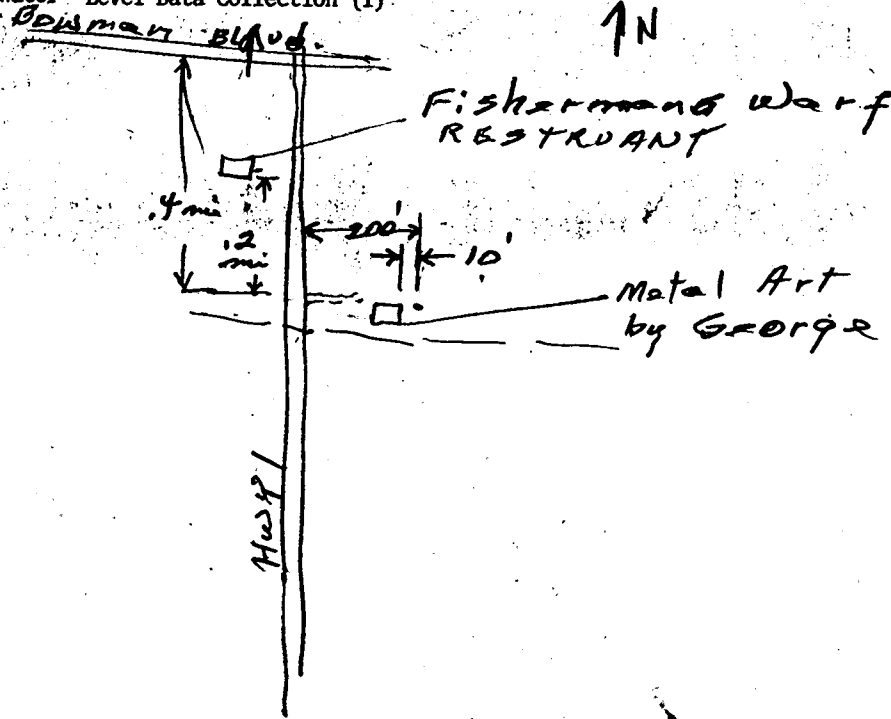 Level Data Collection (1)
Bowman BLVD.
N
Fishermans Warf
RESTRUANT
.4 mi
.2
mi
200'
10'
Metal Art
by George
Hwy 1